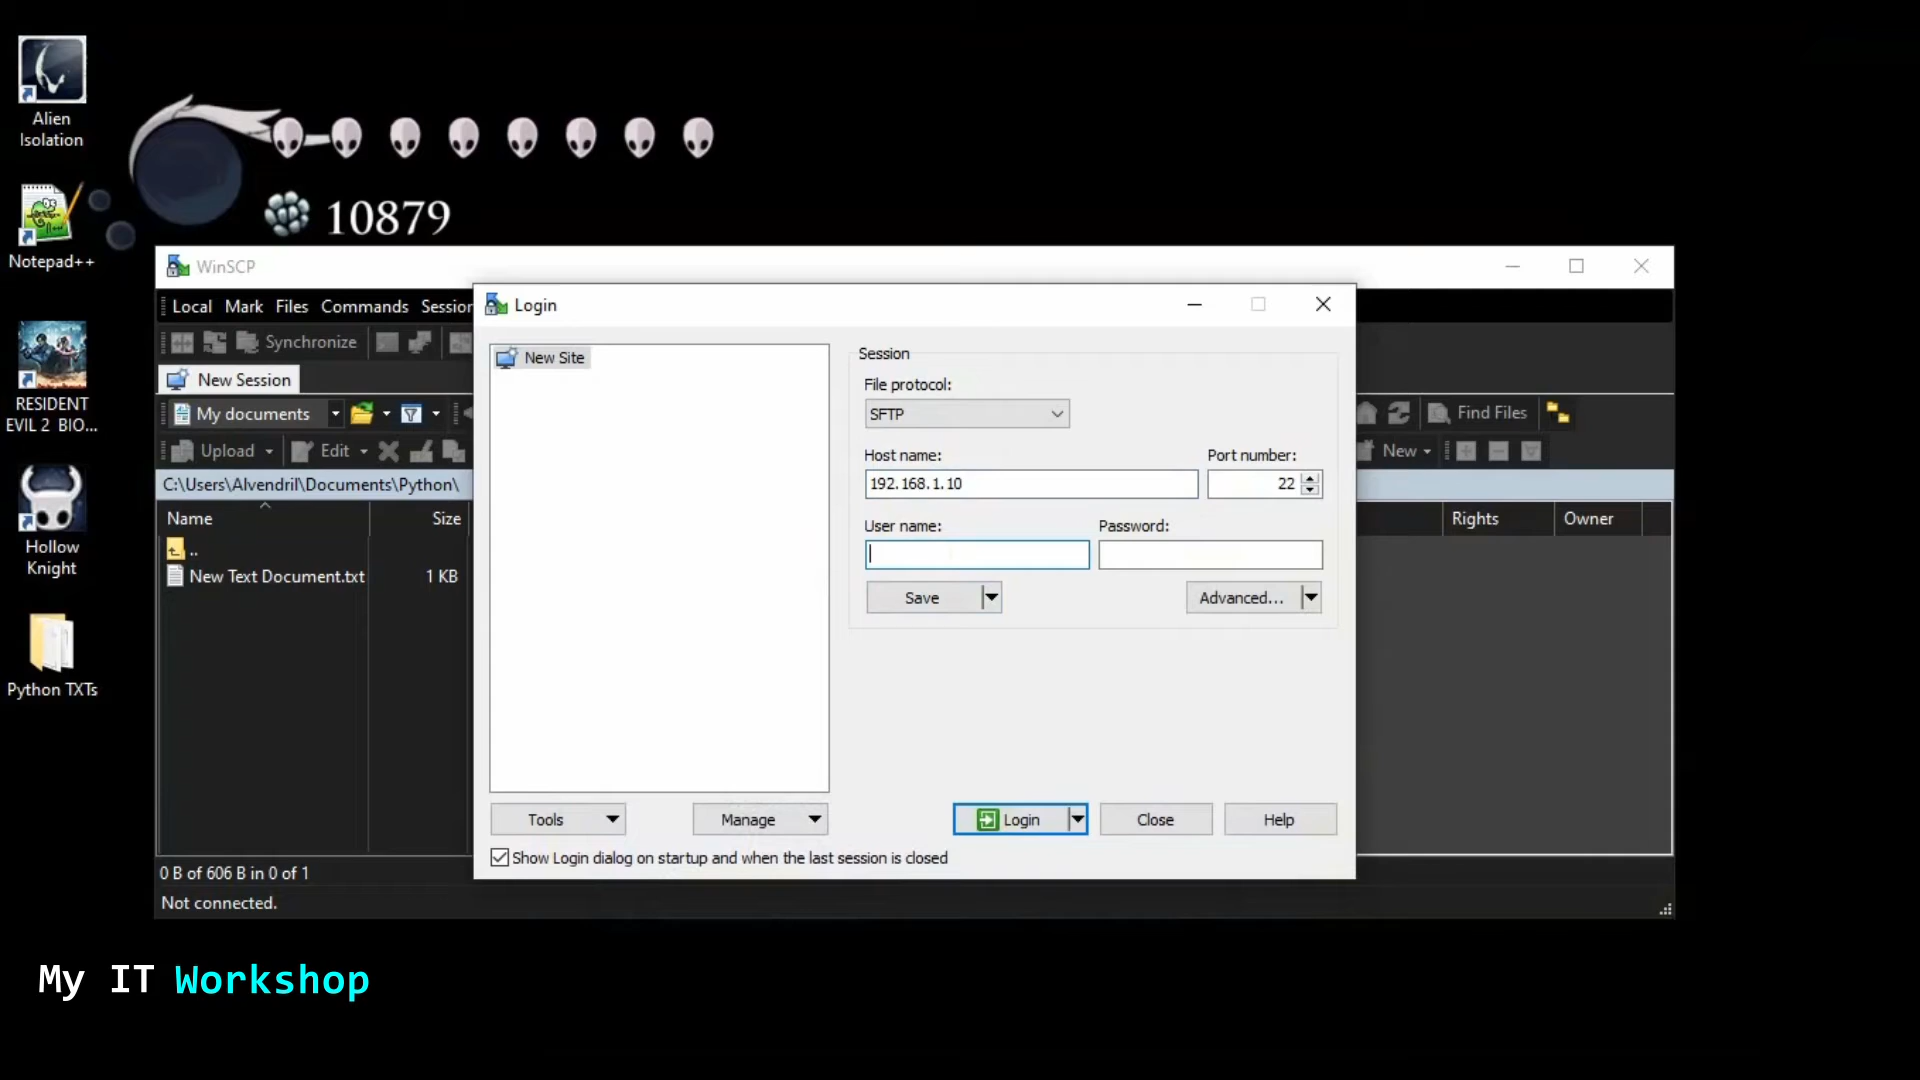 Alien
Isolation
Notepad++
RESIDENT
EVIL 2 BIO...
Hollow
Knight
Python TXTs
10879
WinSCP
Local Mark Files Commands Session
Synchronize
New Session
My documents
Upload Edit
C:\Users\Alvendril\Documents\Python\
Name Size
..
New Text Document.txt 1 KB
0 B of 606 B in 0 of 1
Not connected.
Login
New Site
Session
File protocol:
SFTP
Host name: Port number:
192.168.1.10 22
User name: Password:
Save Advanced...
Tools Manage Login Close Help
Show Login dialog on startup and when the last session is closed
Find Files
New
Rights Owner
My IT Workshop